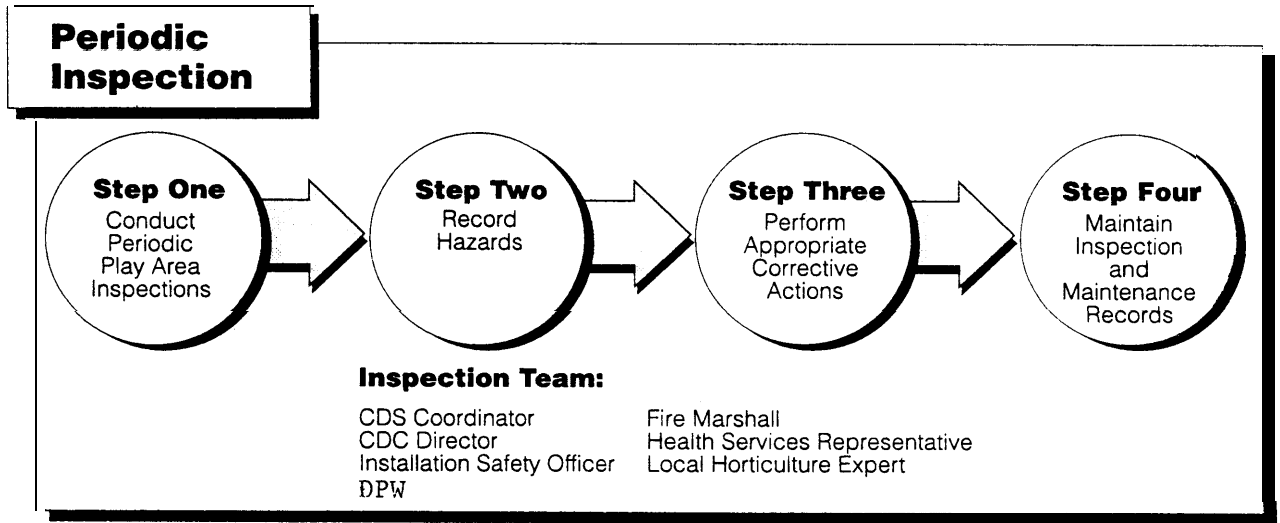 Periodic
Inspection
Step One
Conduct
Periodic
Play Area
Inspections
Step Two
Record
Hazards
Step Three
Perform
Appropriate
Corrective
Actions
Step Four
Maintain
Inspection
and
Maintenance
Records
Inspection Team:
CDS Coordinator
CDC Director
Installation Safety Officer
DPW
Fire Marshall
Health Services Representative
Local Horticulture Expert